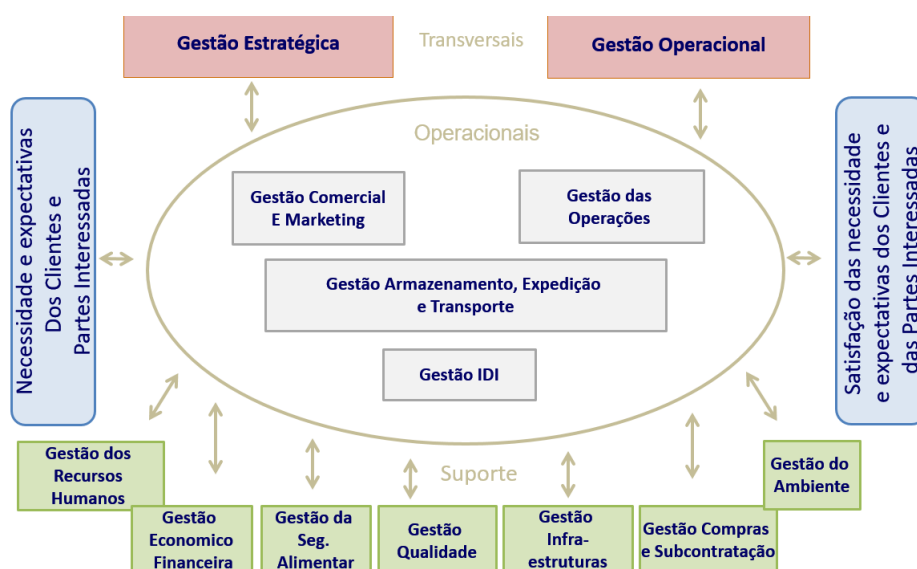 Gestão Estratégica
Transversais
Gestão Operacional
Necessidade e expectativas
Dos Clientes e
Partes Interessadas
Operacionais
Gestão Comercial
E Marketing
Gestão das
Operações
Gestão Armazenamento, Expedição
e Transporte
Gestão IDI
Satisfação das necessidade
e expectativas dos Clientes e
das Partes Interessadas
Suporte
Gestão dos
Recursos
Humanos
Gestão
Economico
Financeira
Gestão da
Seg.
Alimentar
Gestão
Qualidade
Gestão
Infra-
estruturas
Gestão Compras
e Subcontratação
Gestão do
Ambiente